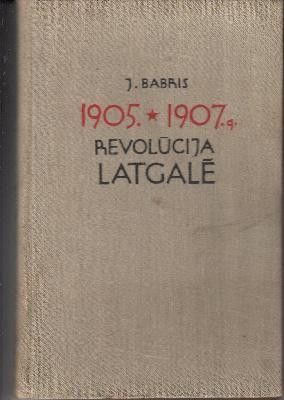 J. BABRIS
1905. ★ 1907.g.
REVOLŪCIJA
LATGALĒ